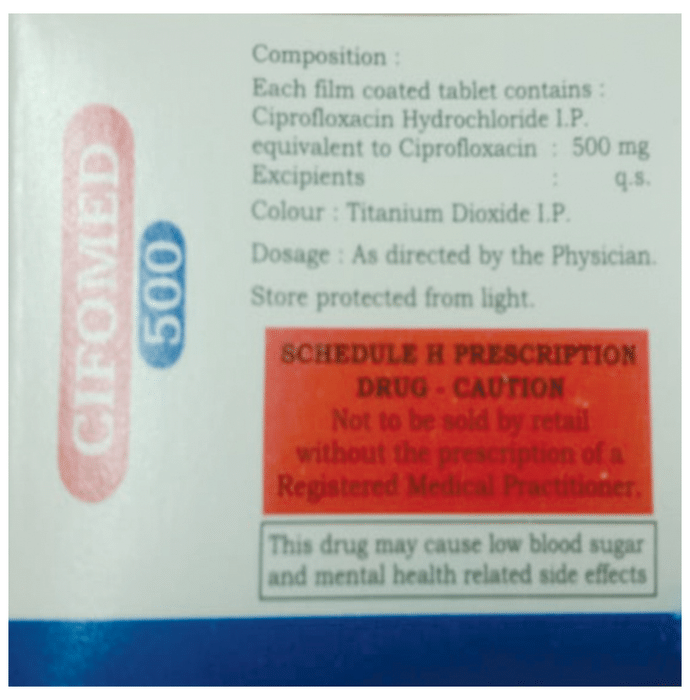 CIFOMED
500
Composition :
Each film coated tablet contains :
Ciprofloxacin Hydrochloride I.P.
equivalent to Ciprofloxacin : 500 mg
Excipients : q.s.
Colour : Titanium Dioxide I.P.
Dosage : As directed by the Physician.
Store protected from light.
SCHEDULE H PRESCRIPTION
DRUG - CAUTION
Not to be sold by retail
without the prescription of a
Registered Medical Practitioner.
This drug may cause low blood sugar
and mental health related side effects